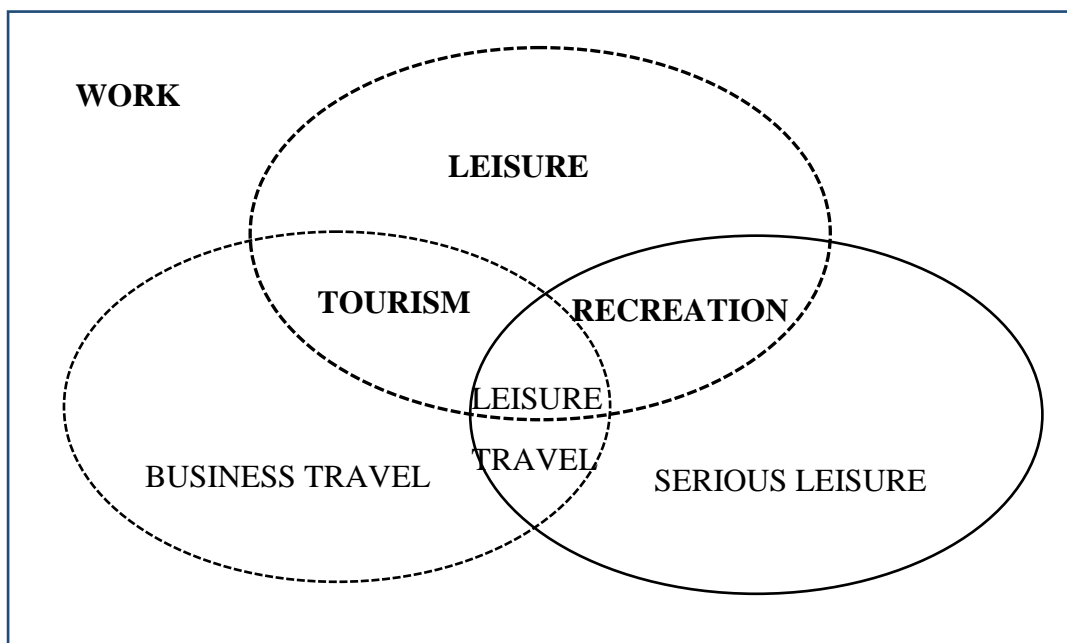 WORK
LEISURE
TOURISM
RECREATION
LEISURE
TRAVEL
BUSINESS TRAVEL
SERIOUS LEISURE